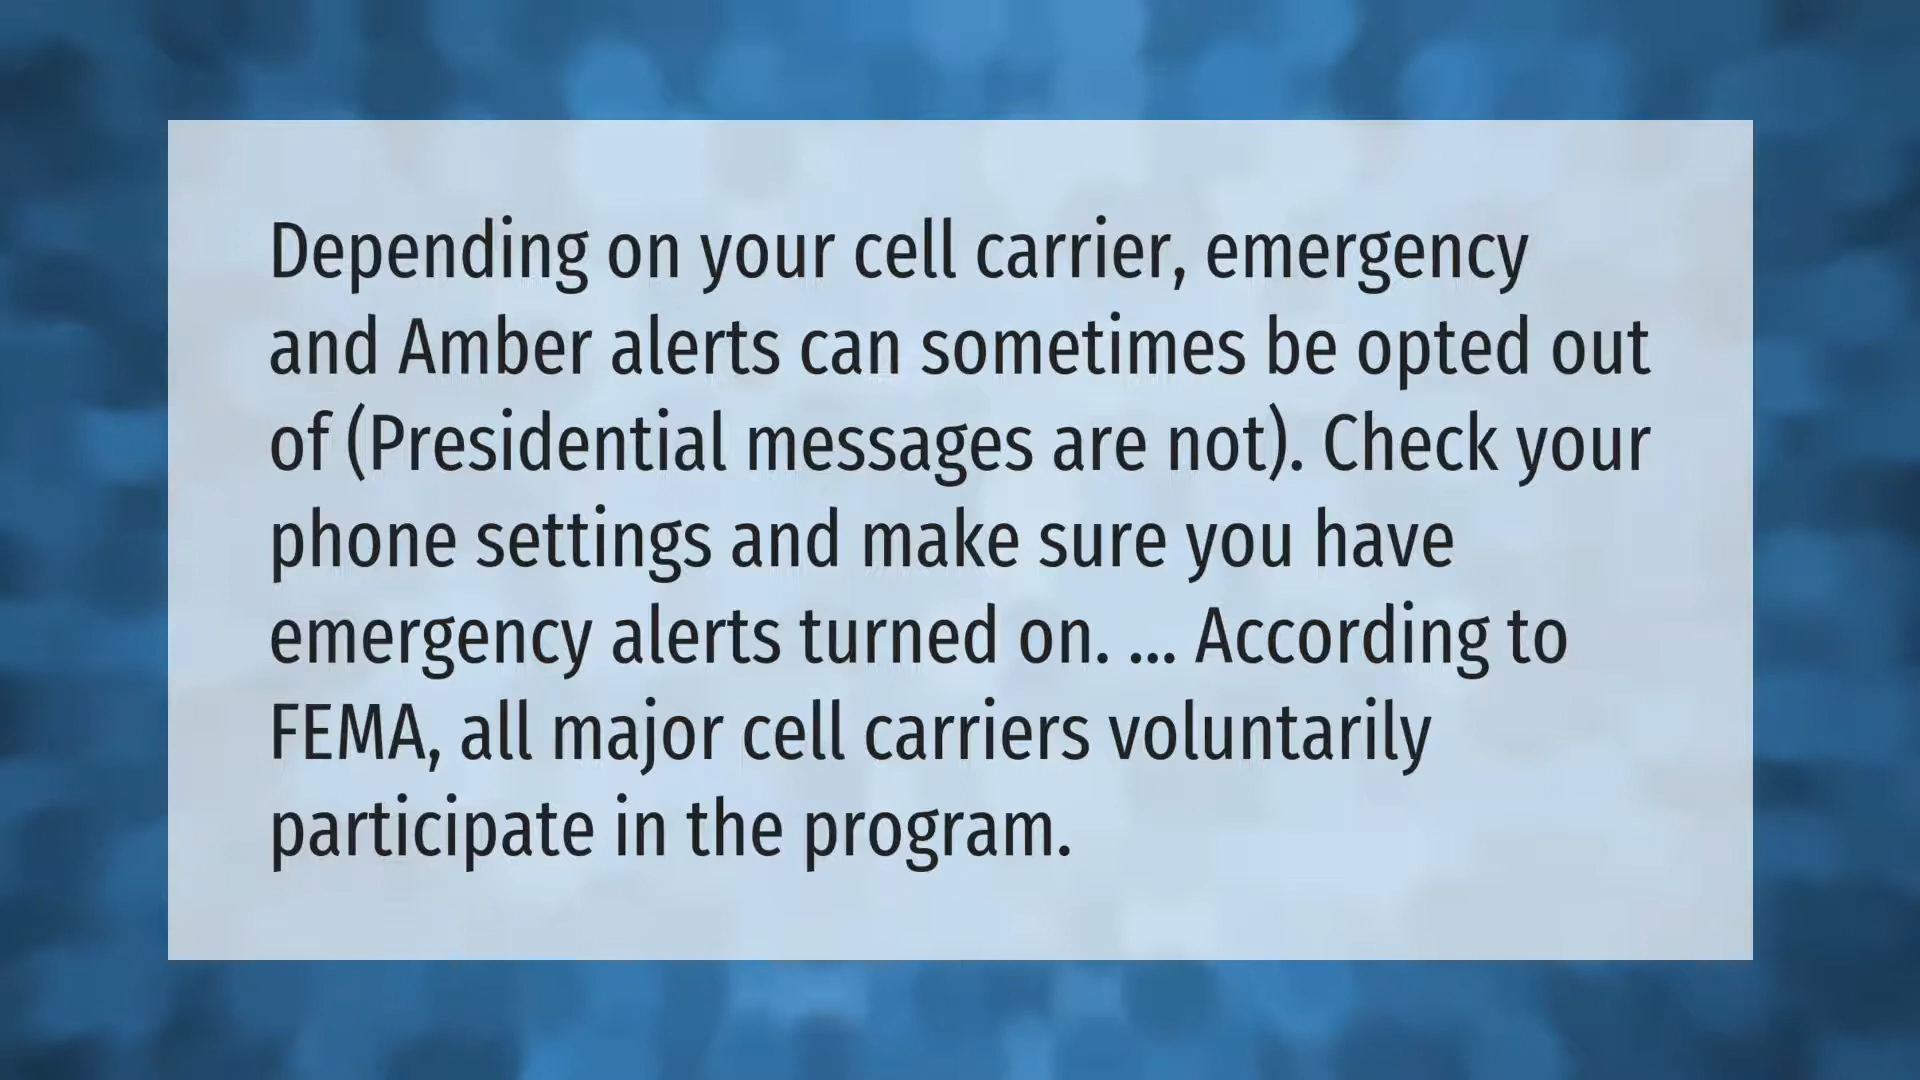 Depending on your cell carrier, emergency
and Amber alerts can sometimes be opted out
of (Presidential messages are not). Check your
phone settings and make sure you have
emergency alerts turned on. ... According to
FEMA, all major cell carriers voluntarily
participate in the program.